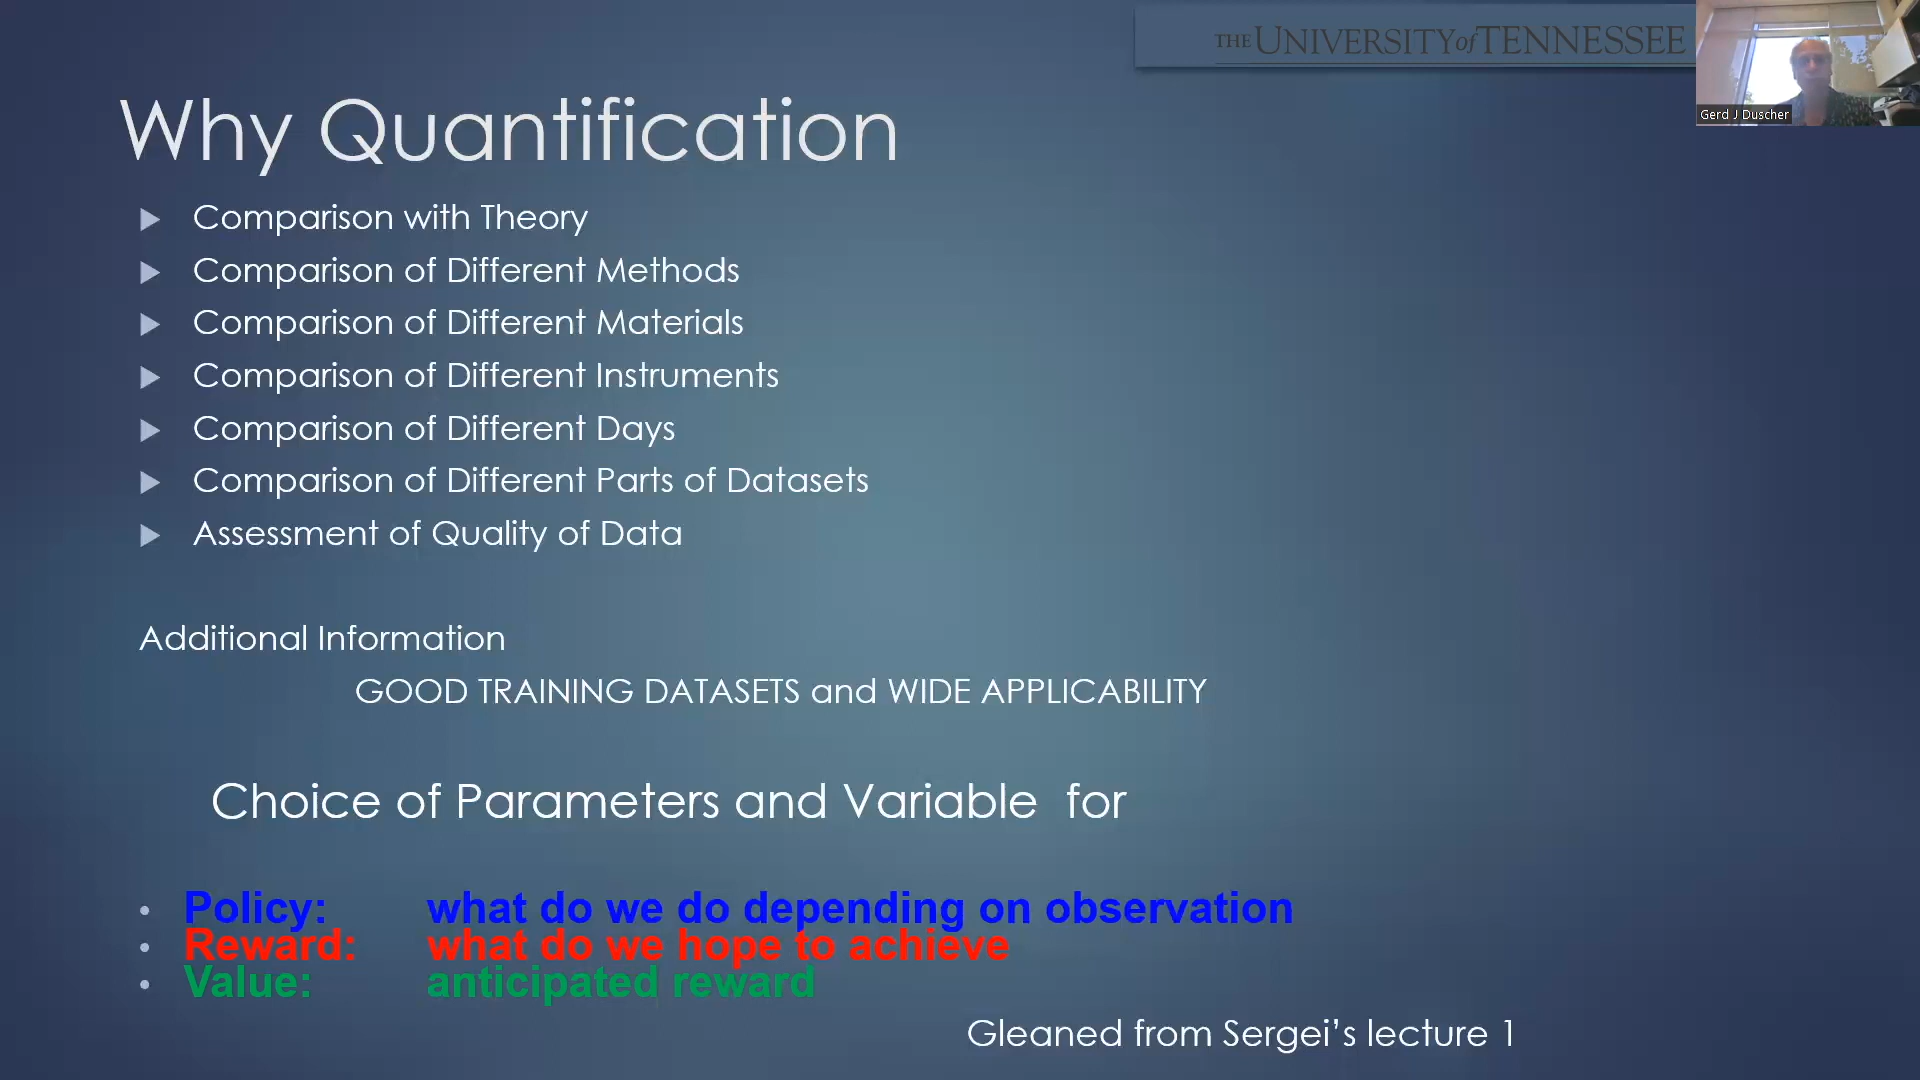 THE UNIVERSITY of TENNESSEE
Gerd J Duscher
Why Quantification
Comparison with Theory
Comparison of Different Methods
Comparison of Different Materials
Comparison of Different Instruments
Comparison of Different Days
Comparison of Different Parts of Datasets
Assessment of Quality of Data
Additional Information
GOOD TRAINING DATASETS and WIDE APPLICABILITY
Choice of Parameters and Variable for
Policy: what do we do depending on observation
Reward: what do we hope to achieve
Value: anticipated reward
Gleaned from Sergei’s lecture 1